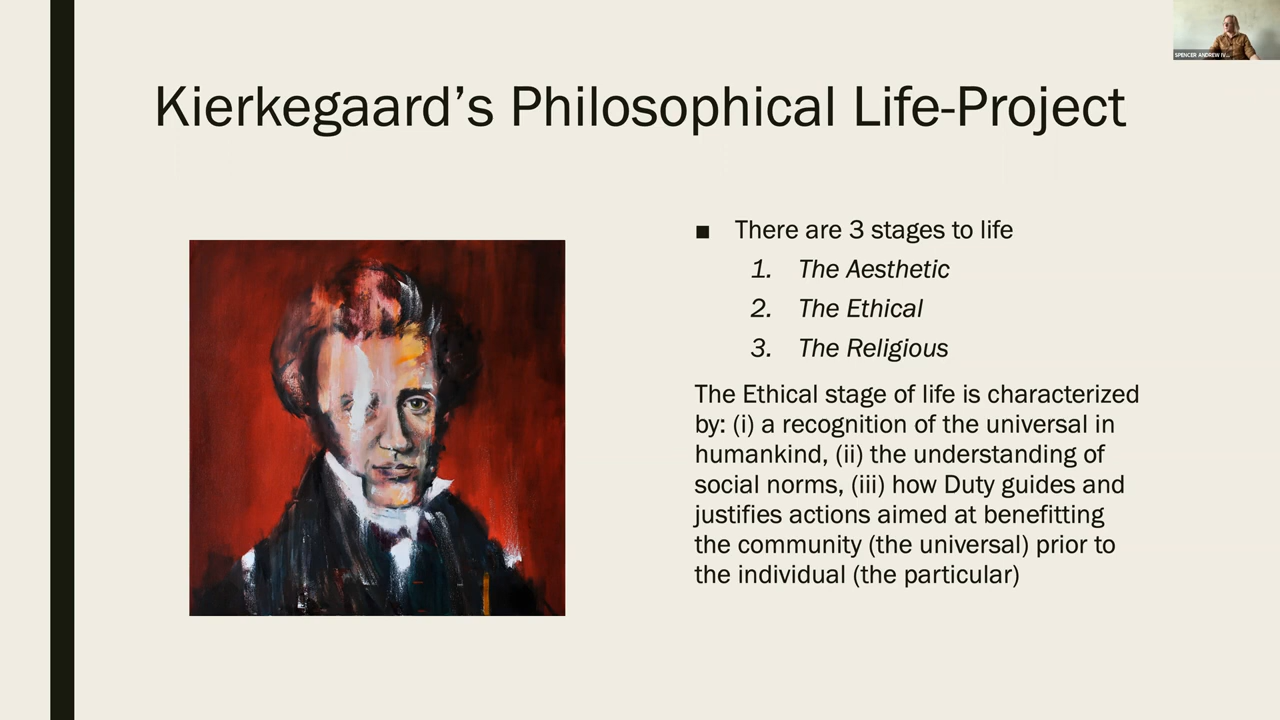 SPENCER ANDREW IV...
Kierkegaard’s Philosophical Life-Project
■ There are 3 stages to life
1. The Aesthetic
2. The Ethical
3. The Religious
The Ethical stage of life is characterized
by: (i) a recognition of the universal in
humankind, (ii) the understanding of
social norms, (iii) how Duty guides and
justifies actions aimed at benefitting
the community (the universal) prior to
the individual (the particular)